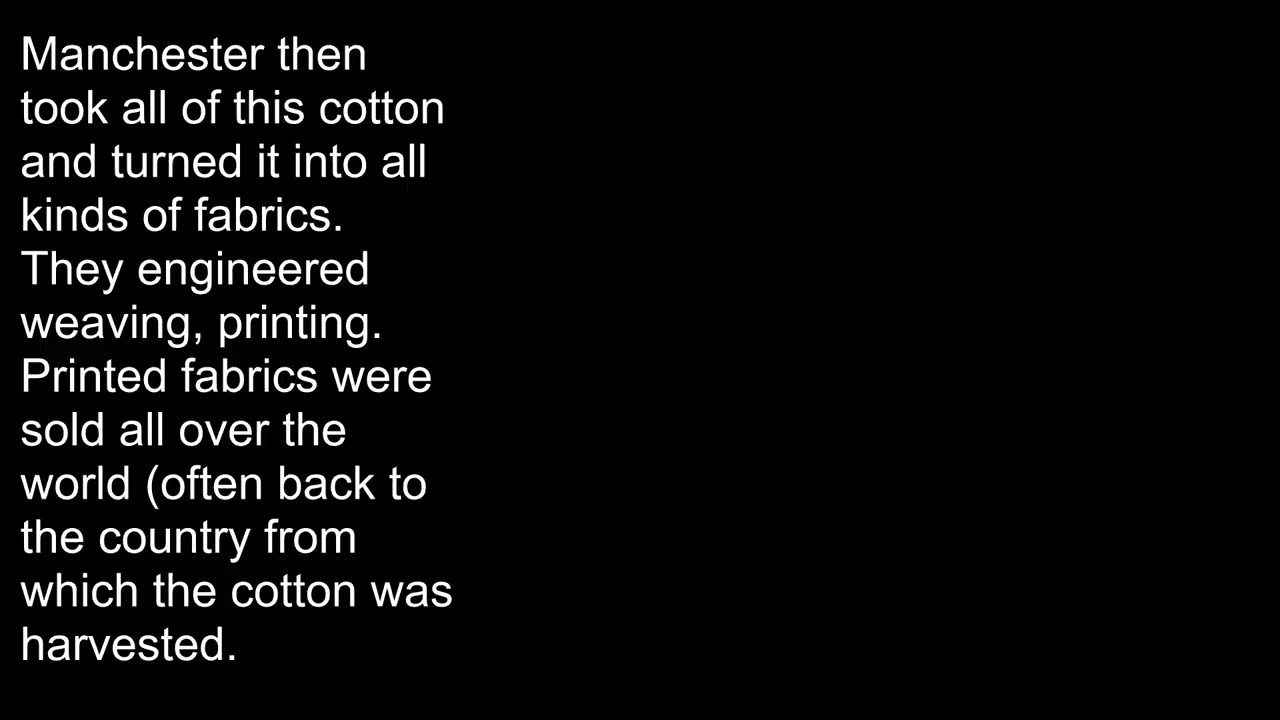 Manchester then
took all of this cotton
and turned it into all
kinds of fabrics.
They engineered
weaving, printing.
Printed fabrics were
sold all over the
world (often back to
the country from
which the cotton was
harvested.